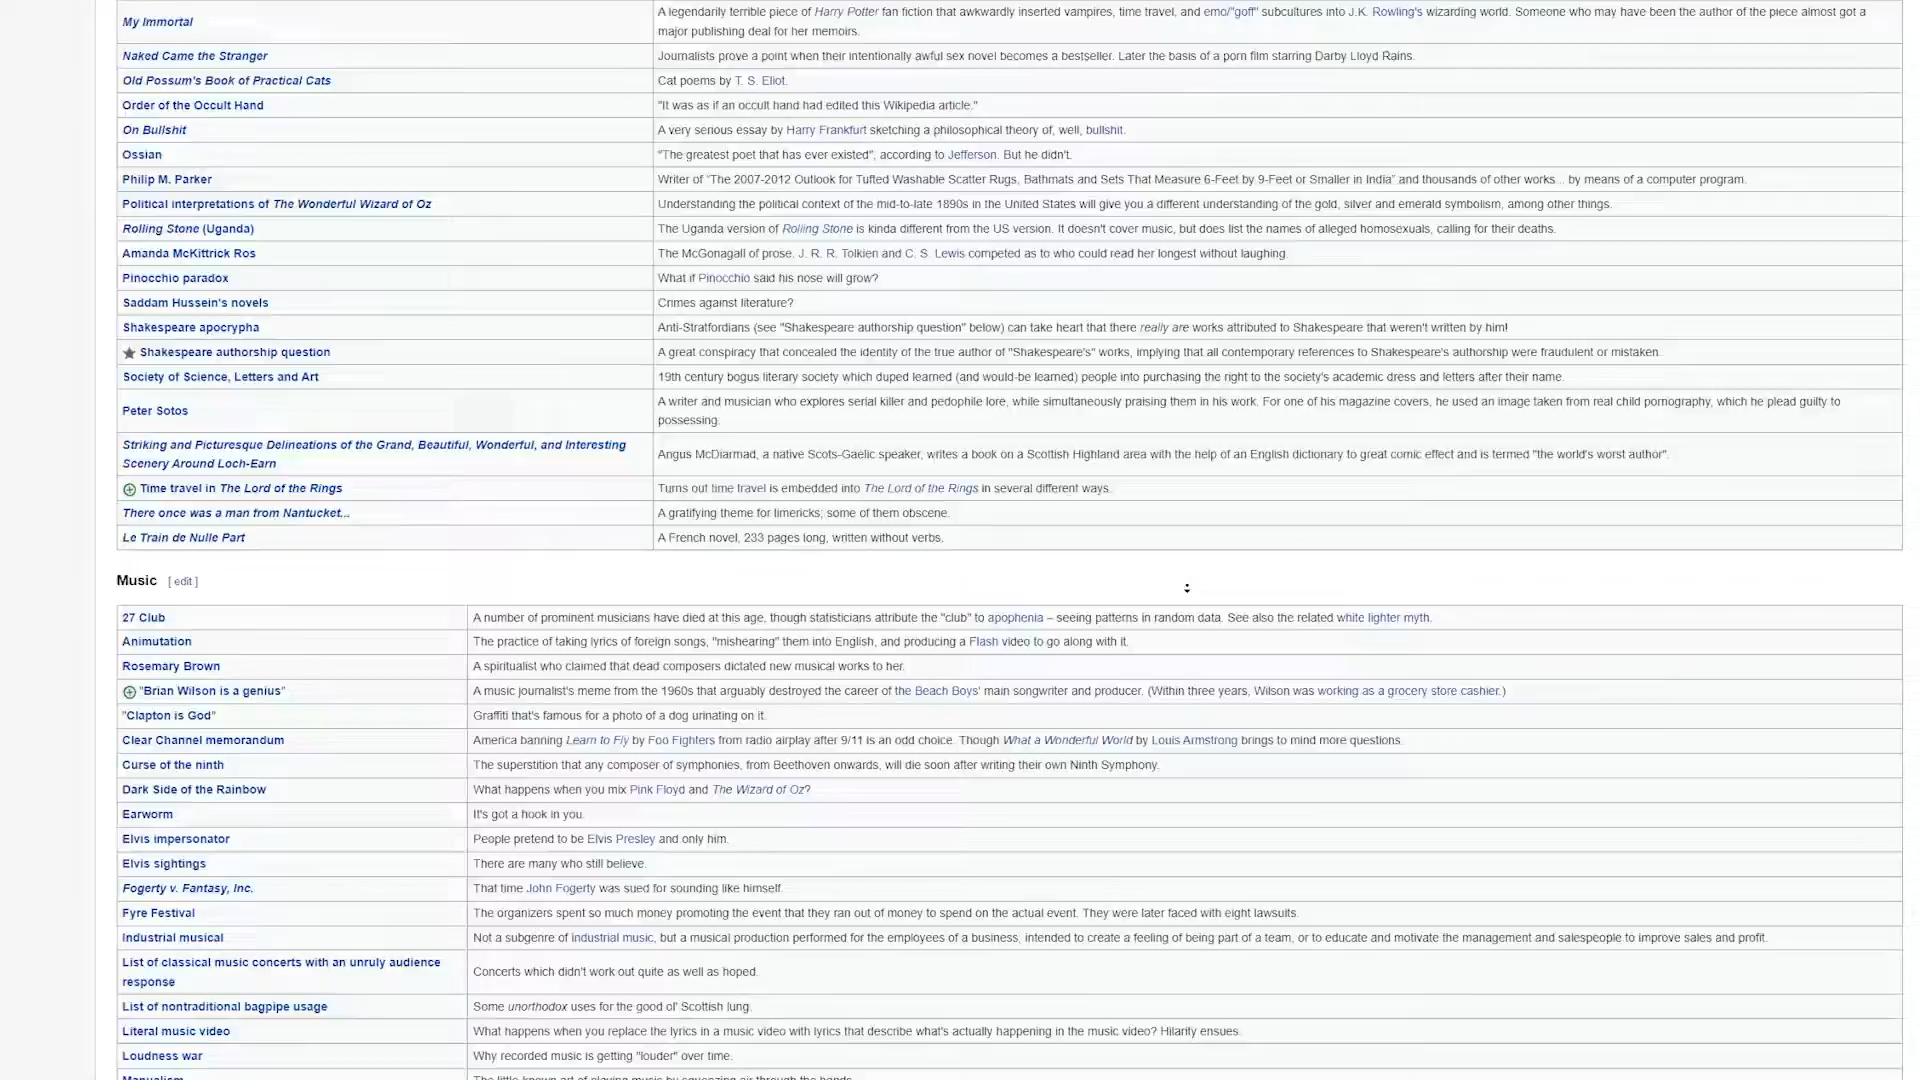 My Immortal
A legendarily terrible piece of Harry Potter fan fiction that awkwardly inserted vampires, time travel, and emo/"goff" subcultures into J.K. Rowling's wizarding world. Someone who may have been the author of the piece almost got a
major publishing deal for her memoirs.
Naked Came the Stranger
Journalists prove a point when their intentionally awful sex novel becomes a bestseller. Later the basis of a porn film starring Darby Lloyd Rains.
Old Possum's Book of Practical Cats
Cat poems by T. S. Eliot.
Order of the Occult Hand
"It was as if an occult hand had edited this Wikipedia article."
On Bullshit
A very serious essay by Harry Frankfurt sketching a philosophical theory of, well, bullshit.
Ossian
"The greatest poet that has ever existed", according to Jefferson. But he didn't.
Philip M. Parker
Writer of "The 2007-2012 Outlook for Tufted Washable Scatter Rugs, Bathmats and Sets That Measure 6-Feet by 9-Feet or Smaller in India" and thousands of other works... by means of a computer program.
Political interpretations of The Wonderful Wizard of Oz
Understanding the political context of the mid-to-late 1890s in the United States will give you a different understanding of the gold, silver and emerald symbolism, among other things.
Rolling Stone (Uganda)
The Uganda version of Rolling Stone is kinda different from the US version. It doesn't cover music, but does list the names of alleged homosexuals, calling for their deaths.
Amanda McKittrick Ros
The McGonagall of prose. J. R. R. Tolkien and C. S. Lewis competed as to who could read her longest without laughing.
Pinocchio paradox
What if Pinocchio said his nose will grow?
Saddam Hussein's novels
Crimes against literature?
Shakespeare apocrypha
Anti-Stratfordians (see "Shakespeare authorship question" below) can take heart that there really are works attributed to Shakespeare that weren't written by him!
Shakespeare authorship question
A great conspiracy that concealed the identity of the true author of "Shakespeare's" works, implying that all contemporary references to Shakespeare's authorship were fraudulent or mistaken.
Society of Science, Letters and Art
19th century bogus literary society which duped learned (and would-be learned) people into purchasing the right to the society's academic dress and letters after their name.
Peter Sotos
A writer and musician who explores serial killer and pedophile lore, while simultaneously praising them in his work. For one of his magazine covers, he used an image taken from real child pornography, which he plead guilty to
possessing.
Striking and Picturesque Delineations of the Grand, Beautiful, Wonderful, and Interesting
Scenery Around Loch-Earn
Angus McDiarmad, a native Scots-Gaelic speaker, writes a book on a Scottish Highland area with the help of an English dictionary to great comic effect and is termed "the world's worst author".
Time travel in The Lord of the Rings
Turns out time travel is embedded into The Lord of the Rings in several different ways.
There once was a man from Nantucket...
A gratifying theme for limericks; some of them obscene.
Le Train de Nulle Part
A French novel, 233 pages long, written without verbs.
Music [ edit ]
27 Club
A number of prominent musicians have died at this age, though statisticians attribute the "club" to apophenia – seeing patterns in random data. See also the related white lighter myth.
Animutation
The practice of taking lyrics of foreign songs, "mishearing" them into English, and producing a Flash video to go along with it.
Rosemary Brown
A spiritualist who claimed that dead composers dictated new musical works to her.
"Brian Wilson is a genius"
A music journalist's meme from the 1960s that arguably destroyed the career of the Beach Boys' main songwriter and producer. (Within three years, Wilson was working as a grocery store cashier.)
"Clapton is God"
Graffiti that's famous for a photo of a dog urinating on it.
Clear Channel memorandum
America banning Learn to Fly by Foo Fighters from radio airplay after 9/11 is an odd choice. Though What a Wonderful World by Louis Armstrong brings to mind more questions.
Curse of the ninth
The superstition that any composer of symphonies, from Beethoven onwards, will die soon after writing their own Ninth Symphony.
Dark Side of the Rainbow
What happens when you mix Pink Floyd and The Wizard of Oz?
Earworm
It's got a hook in you.
Elvis impersonator
People pretend to be Elvis Presley and only him.
Elvis sightings
There are many who still believe.
Fogerty v. Fantasy, Inc.
That time John Fogerty was sued for sounding like himself.
Fyre Festival
The organizers spent so much money promoting the event that they ran out of money to spend on the actual event. They were later faced with eight lawsuits.
Industrial musical
Not a subgenre of industrial music, but a musical production performed for the employees of a business, intended to create a feeling of being part of a team, or to educate and motivate the management and salespeople to improve sales and profit.
List of classical music concerts with an unruly audience
response
Concerts which didn't work out quite as well as hoped.
List of nontraditional bagpipe usage
Some unorthodox uses for the good ol' Scottish lung.
Literal music video
What happens when you replace the lyrics in a music video with lyrics that describe what's actually happening in the music video? Hilarity ensues.
Loudness war
Why recorded music is getting "louder" over time.
Manualism
The little-known art of playing music by squeezing air through the hands.